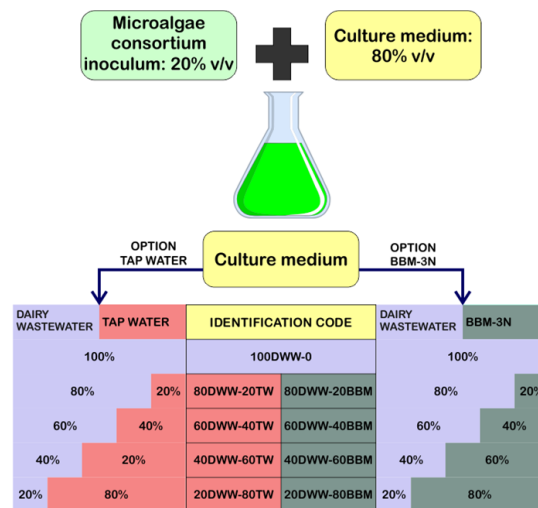 Microalgae
consortium
inoculum: 20% v/v
Culture medium:
80% v/v
OPTION
TAP WATER
Culture medium
OPTION
BBM-3N
DAIRY
WASTEWATER
TAP WATER
IDENTIFICATION CODE
DAIRY
WASTEWATER
BBM-3N
100%
100DWW-0
100%
80%
20%
80DWW-20TW
80DWW-20BBM
80%
20%
60%
40%
60DWW-40TW
60DWW-40BBM
60%
40%
40%
20%
40DWW-60TW
40DWW-60BBM
40%
60%
20%
80%
20DWW-80TW
20DWW-80BBM
20%
80%